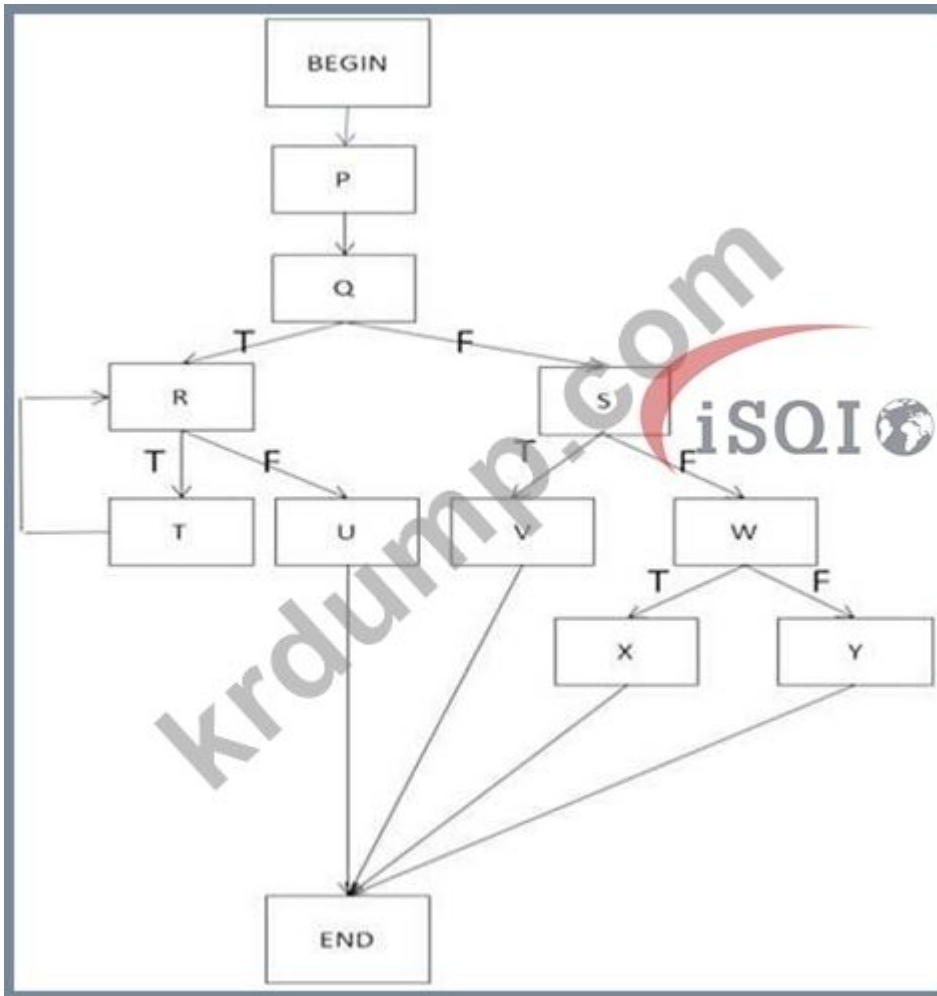 BEGIN
P
Q
T F
R S
iSQI
T F T F
T U V W
T F
X Y
END
krdump.com